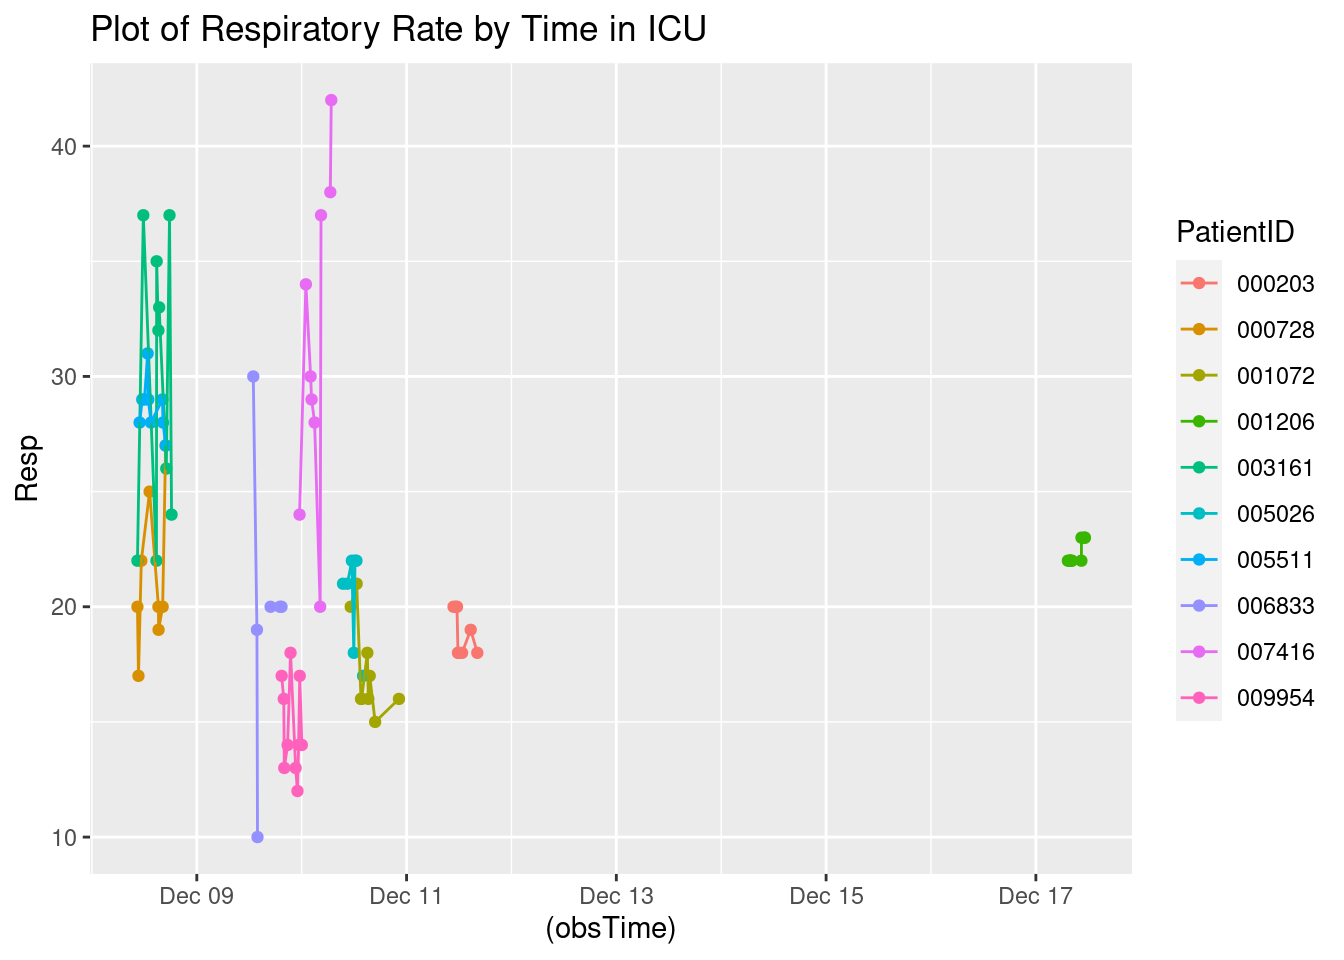 Plot of Respiratory Rate by Time in ICU
40
30
20
10
Resp
Dec 09
Dec 11
Dec 13
Dec 15
Dec 17
(obsTime)
PatientID
000203
000728
001072
001206
003161
005026
005511
006833
007416
009954